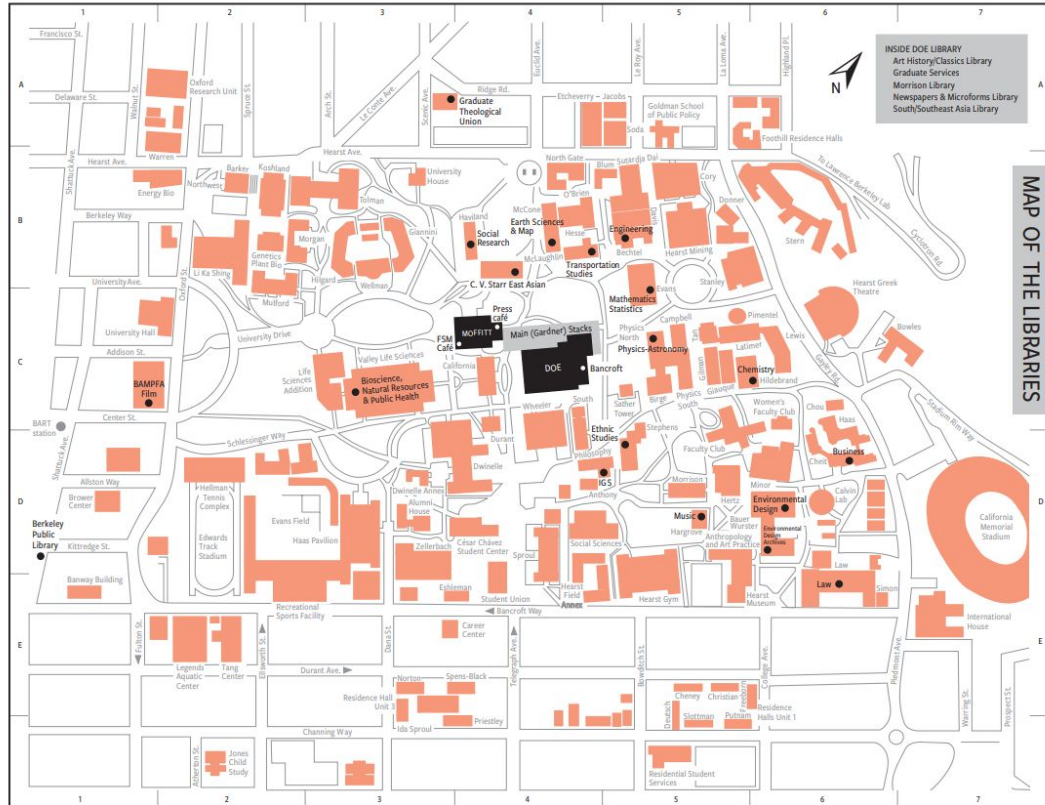 1
2
3
4
5
6
7
A
A
B
B
C
C
D
D
E
E
1
2
3
4
5
6
7
MAP OF THE LIBRARIES
INSIDE DOE LIBRARY
Art History/Classics Library
Graduate Services
Morrison Library
Newspapers & Microforms Library
South/Southeast Asia Library
N
Francisco St.
Delaware St.
Hearst Ave.
Berkeley Way
University Ave.
Addison St.
Center St.
Allston Way
Kittredge St.
Shattuck Ave.
Walnut St.
Spruce St.
Arch St.
Le Conte Ave.
Scenic Ave.
Euclid Ave.
Le Roy Ave.
La Loma Ave.
Highland Pl.
Ridge Rd.
Hearst Ave.
Oxford
Research Unit
Warren
Energy Bio
Graduate
Theological
Union
Etcheverry
Jacobs
Soda
Goldman School
of Public Policy
Foothill Residence Halls
To Lawrence Berkeley Lab
Cyclotron Rd.
Northwest
Barker
Koshland
Tolman
University
House
North Gate
Blum
Sutardja Dai
Cory
O'Brien
Davis
Donner
Stern
Haviland
McCone
Earth Sciences
& Map
Hesse
Engineering
Bechtel
Hearst Mining
Social
Research
McLaughlin
Transportation
Studies
Stanley
Giannini
Morgan
Genetics
Plant Bio
Li Ka Shing
Hilgard
Wellman
Mulford
Oxford St.
C. V. Starr East Asian
Evans
Mathematics
Statistics
Hearst Greek
Theatre
Bowles
University Hall
University Drive
Press
café
MOFFITT
FSM
Café
Main (Gardner) Stacks
DOE
Bancroft
Physics
North
Campbell
Physics-Astronomy
Pimentel
Tan
Latimer
Lewis
Gilman
Giauque
Chemistry
Hildebrand
Gayley Rd.
Stadium Rim Way
BAMPFA
Film
Life
Sciences
Addition
Valley Life Sciences
Bioscience,
Natural Resources
& Public Health
California
Birge
Physics
South
Sather
Tower
BART
station
Shattuck Ave.
Schlessinger Way
Wheeler
South
Durant
Dwinelle
Ethnic
Studies
Stephens
Philosophy
IGS
Anthony
Women's
Faculty Club
Faculty Club
Chou
Haas
Cheit
Business
Minor
Calvin
Lab
California
Memorial
Stadium
Brower
Center
Berkeley
Public
Library
Banway Building
Hellman
Tennis
Complex
Edwards
Track
Stadium
Evans Field
Haas Pavilion
Dwinelle Annex
Alumni
House
Zellerbach
César Chávez
Student Center
Sproul
Social Sciences
Morrison
Hertz
Music
Hargrove
Bauer
Wurster
Environmental
Design
Environmental
Design
Archives
Anthropology
and Art Practice
Law
Law
Simon
Eshleman
Student Union
Hearst
Field
Annex
Hearst Gym
Hearst
Museum
International
House
Recreational
Sports Facility
Bancroft Way
Fulton St.
Ellsworth St.
Dana St.
Telegraph Ave.
Bowditch St.
College Ave.
Piedmont Ave.
Warring St.
Prospect St.
Career
Center
Legends
Aquatic
Center
Tang
Center
Durant Ave.
Norton
Spens-Black
Residence Hall
Unit 3
Ida Sproul
Priestley
Cheney
Christian
Freeborn
Deutsch
Slottman
Putnam
Residence
Halls Unit 1
Channing Way
Atherton St.
Jones
Child
Study
Residential Student
Services